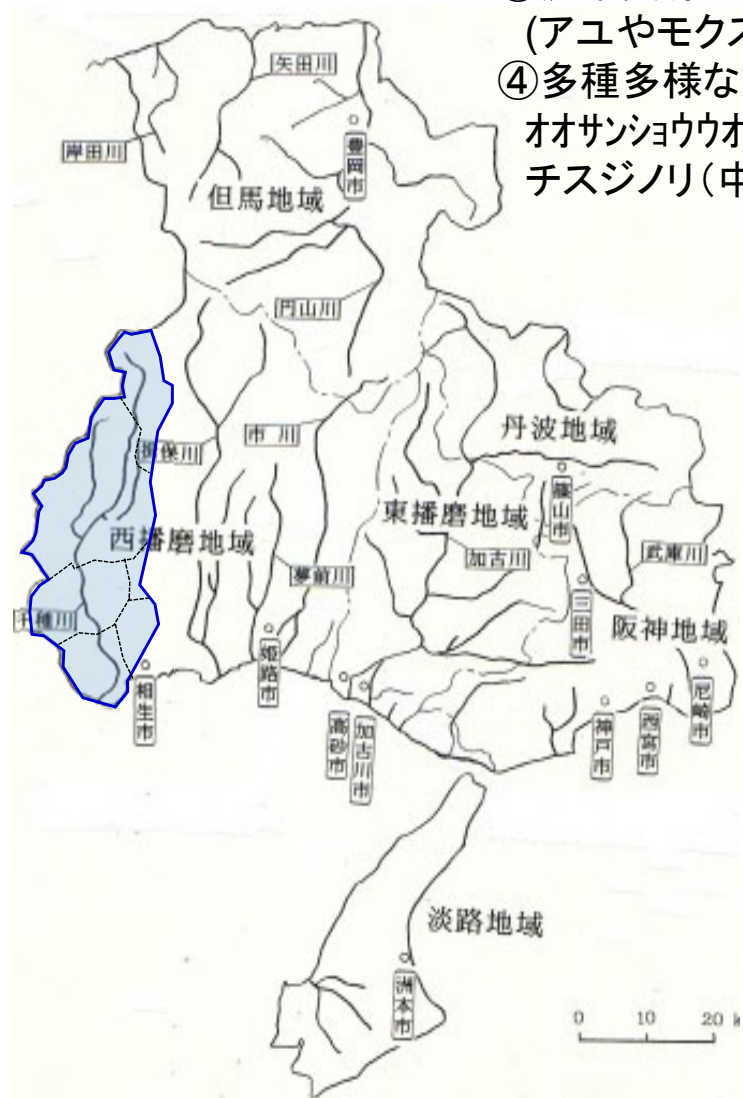 (アユやモクズ
④多種多様な
オオサンショウウオ
チスジノリ(中
矢田川
岸田川
豊岡市
但馬地域
円山川
丹波地域
揖保川
市川
篠山市
東播磨地域
西播磨地域
加古川
武庫川
夢前川
千種川
三田市
阪神地域
姫路市
相生市
尼崎市
西宮市
神戸市
高砂市
加古川市
淡路地域
洲本市
0 10 20 k